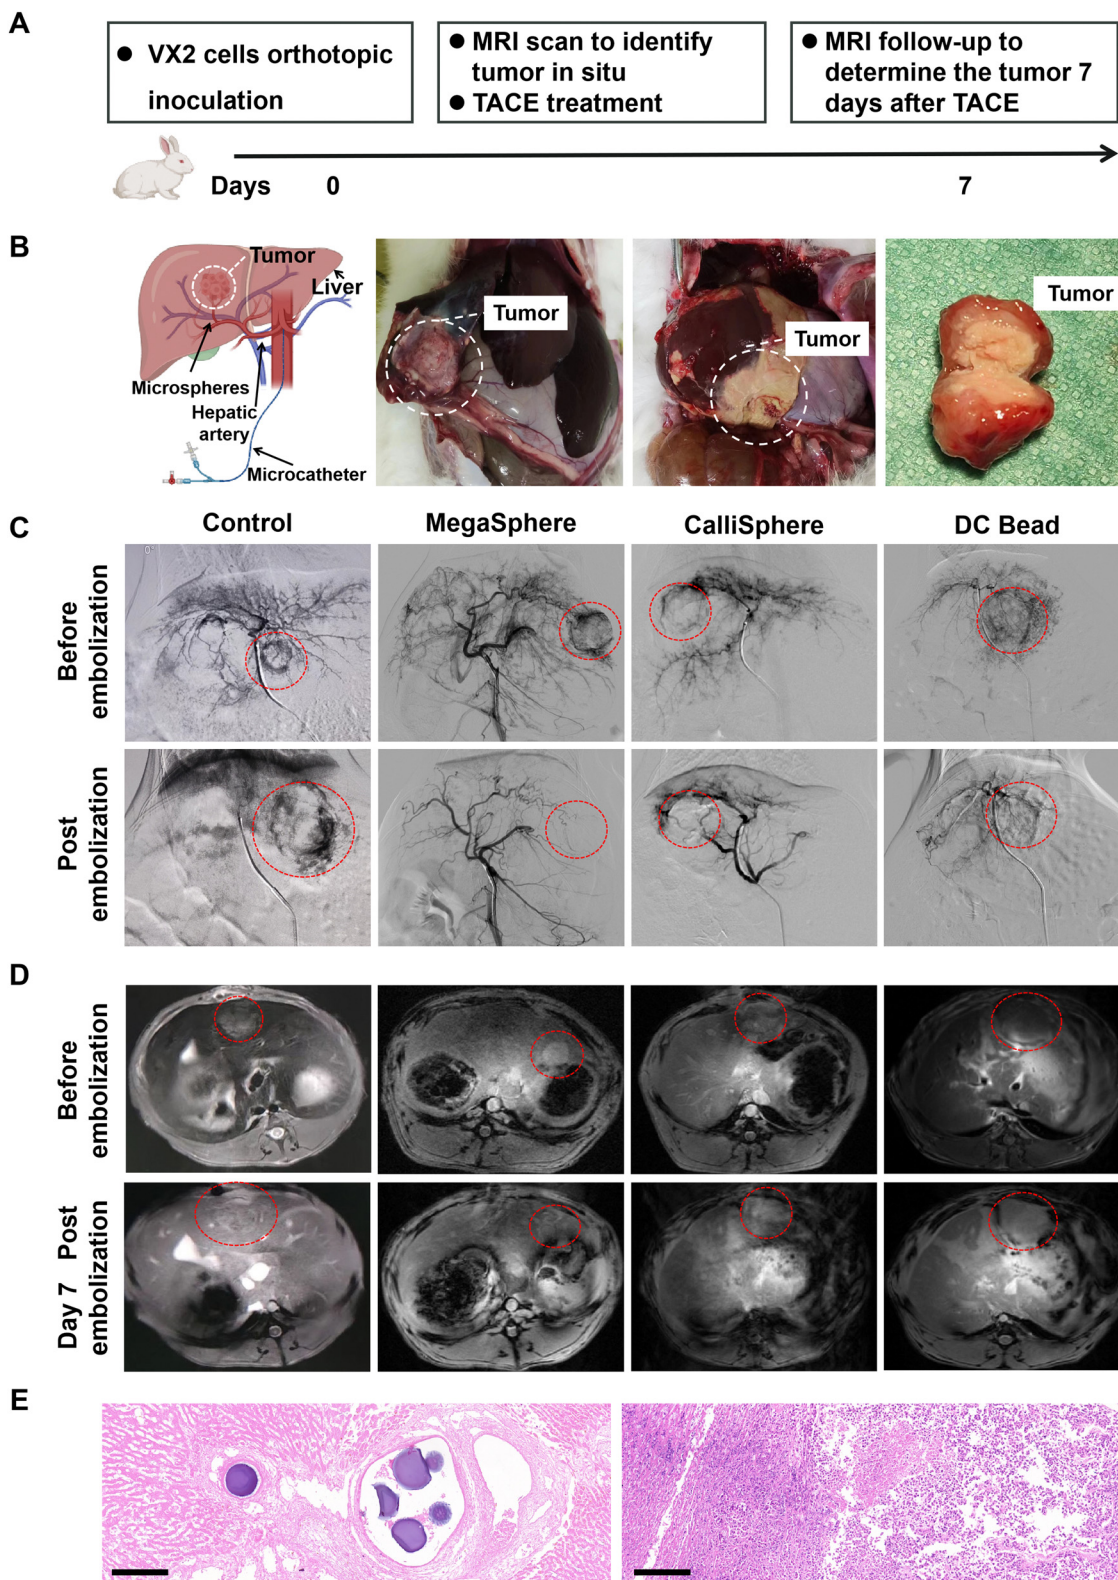 A
● VX2 cells orthotopic
inoculation
● MRI scan to identify
tumor in situ
● TACE treatment
● MRI follow-up to
determine the tumor 7
days after TACE
Days 0 7
B
Tumor
Liver
Microspheres
Hepatic
artery
Microcatheter
Tumor
Tumor
Tumor
C
Control MegaSphere CalliSphere DC Bead
Before
embolization
Post
embolization
D
Before
embolization
Day 7 Post
embolization
E